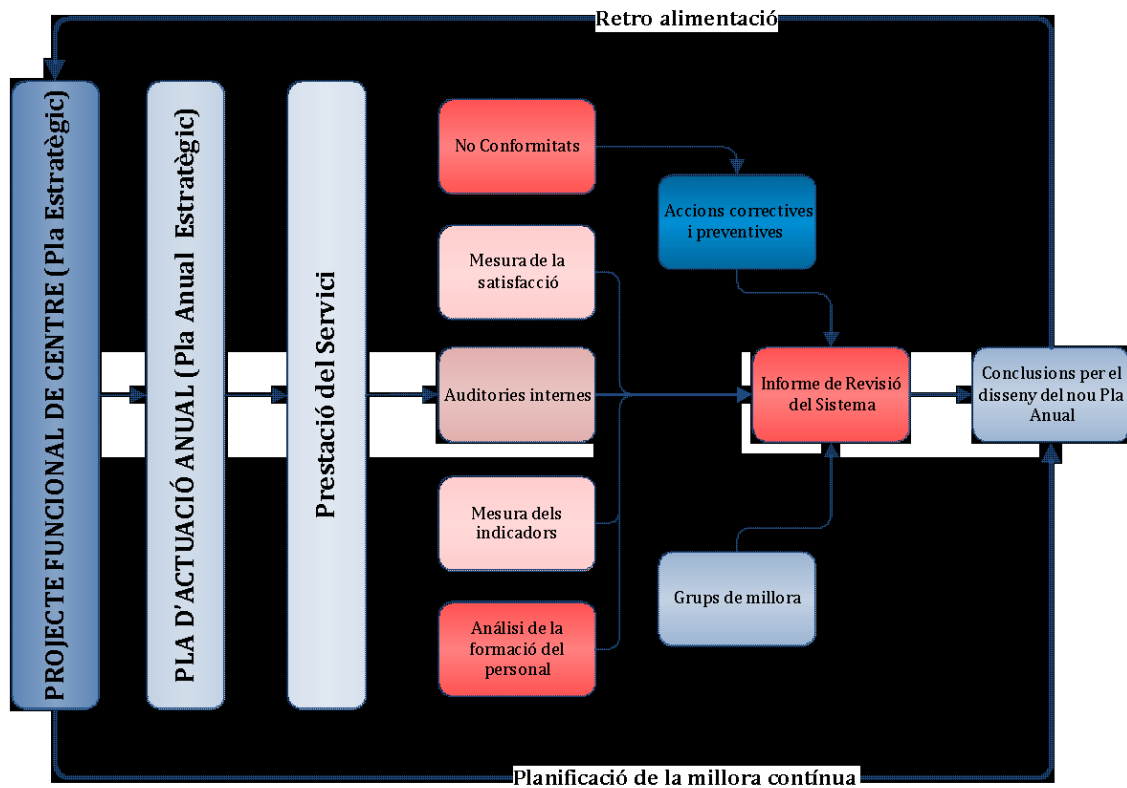 Retro alimentació
PROJECTE FUNCIONAL DE CENTRE (Pla Estratègic)
PLA D'ACTUACIÓ ANUAL (Pla Anual Estratègic)
Prestació del Servici
No Conformitats
Mesura de la
satisfacció
Auditories internes
Mesura dels
indicadors
Análisi de la
formació del
personal
Accions correctives
i preventives
Informe de Revisió
del Sistema
Grups de millora
Conclusions per el
disseny del nou Pla
Anual
Planificació de la millora contínua